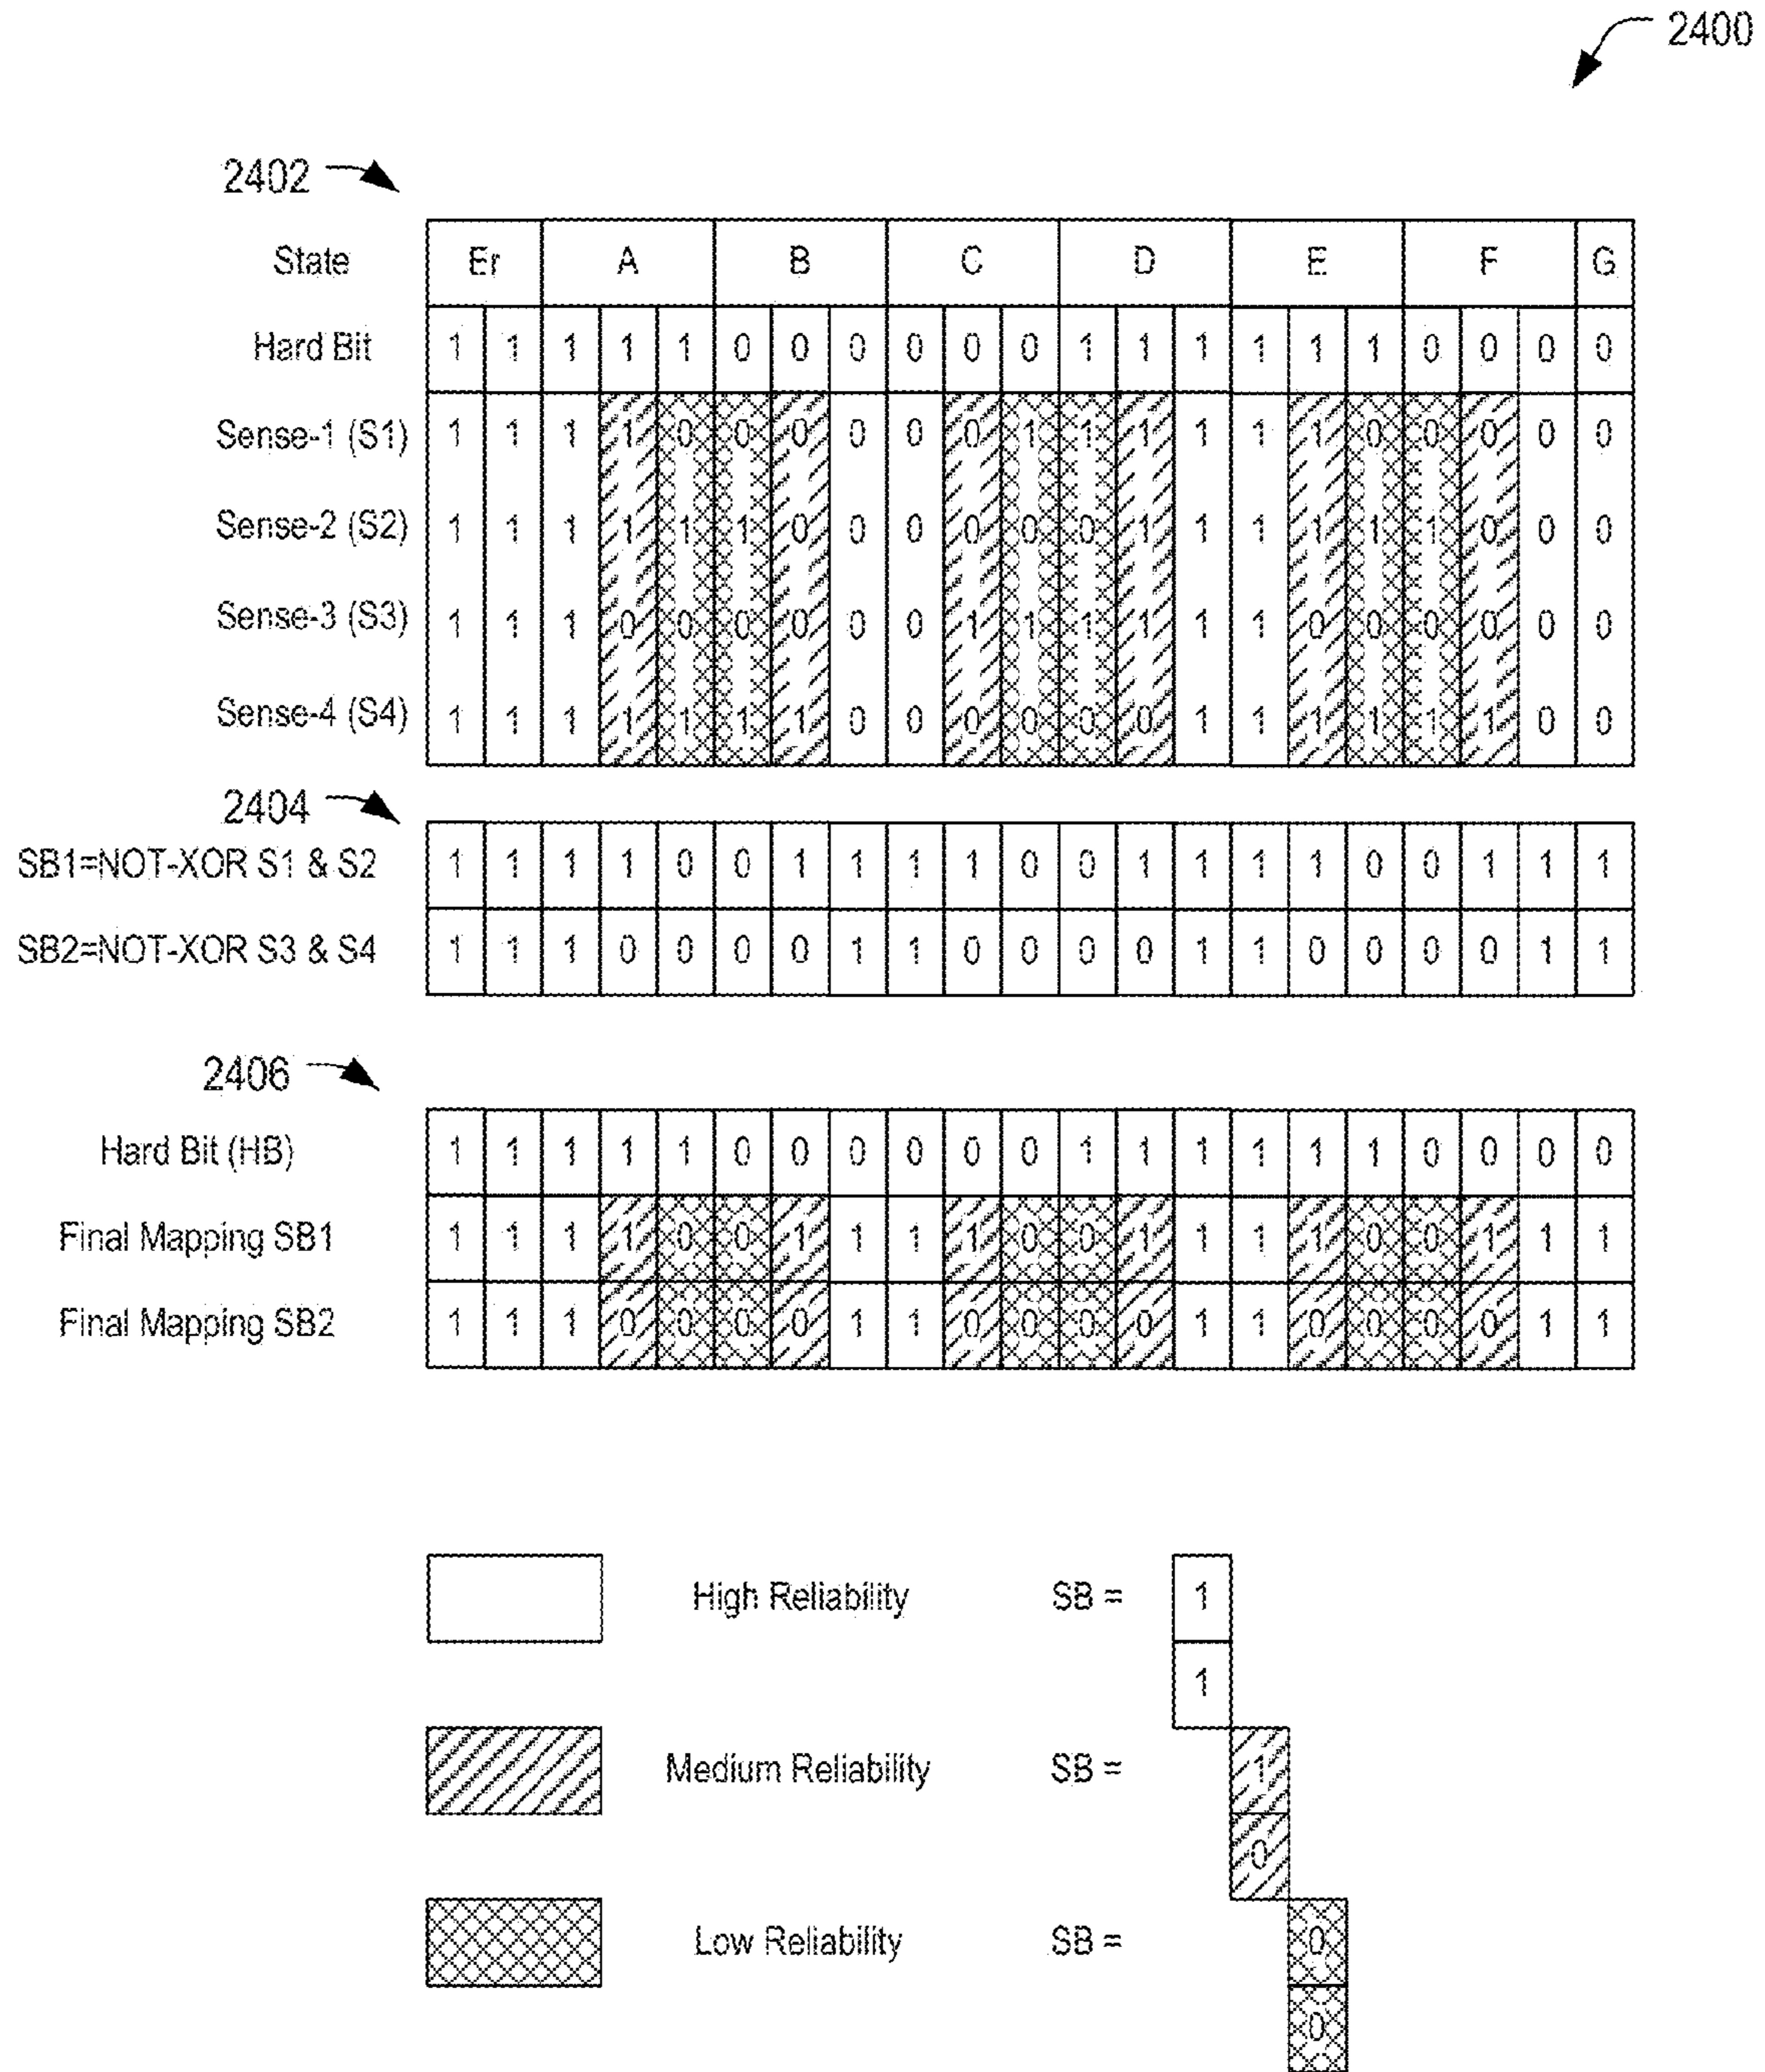 2400
2402
State Er A B C D E F G
Hard Bit 1 1 1 1 1 0 0 0 0 0 0 1 1 1 1 1 1 0 0 0 0
Sense-1 (S1) 1 1 1 1 0 0 0 0 0 0 1 1 1 1 1 1 0 0 0 0 0
Sense-2 (S2) 1 1 1 1 1 1 0 0 0 0 0 0 1 1 1 1 1 1 0 0 0
Sense-3 (S3) 1 1 1 0 0 0 0 0 0 1 1 1 1 1 1 0 0 0 0 0 0
Sense-4 (S4) 1 1 1 1 1 1 1 0 0 0 0 0 0 1 1 1 1 1 1 0 0
2404
SB1=NOT-XOR S1 & S2 1 1 1 1 0 0 1 1 1 1 0 0 1 1 1 1 0 0 1 1 1
SB2=NOT-XOR S3 & S4 1 1 1 0 0 0 0 1 1 0 0 0 0 1 1 0 0 0 0 1 1
2406
Hard Bit (HB) 1 1 1 1 1 0 0 0 0 0 0 1 1 1 1 1 1 0 0 0 0
Final Mapping SB1 1 1 1 1 0 0 1 1 1 1 0 0 1 1 1 1 0 0 1 1 1
Final Mapping SB2 1 1 1 0 0 0 0 1 1 0 0 0 0 1 1 0 0 0 0 1 1
High Reliability SB = 1
1
Medium Reliability SB = 1
0
Low Reliability SB = 0
0